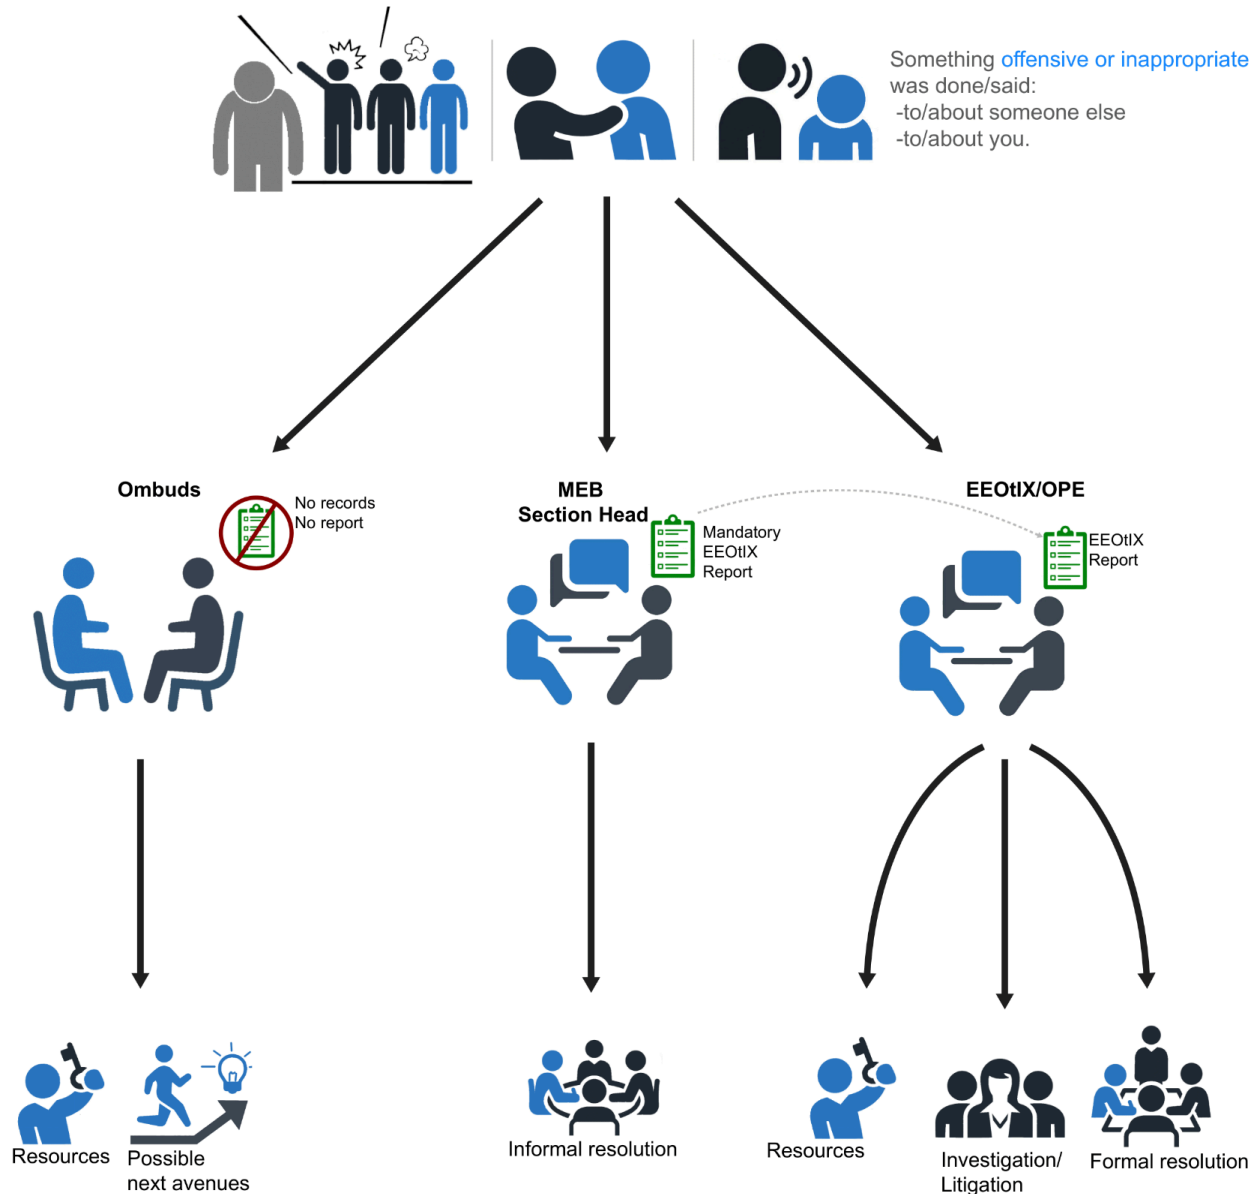 Something offensive or inappropriate
was done/said:
-to/about someone else
-to/about you.
Ombuds
No records
No report
MEB
Section Head
Mandatory
EEOtIX
Report
EEOtIX/OPE
EEOtIX
Report
Resources
Possible
next avenues
Informal resolution
Resources
Investigation/
Litigation
Formal resolution